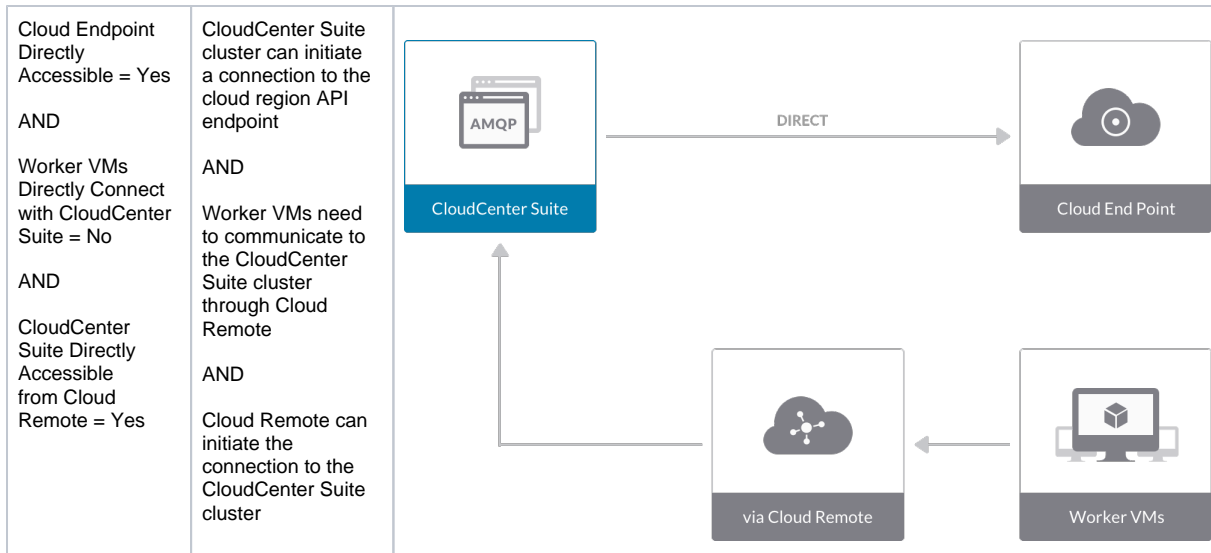 Cloud Endpoint
Directly
Accessible = Yes
AND
Worker VMs
Directly Connect
with CloudCenter
Suite = No
AND
CloudCenter
Suite Directly
Accessible
from Cloud
Remote = Yes
CloudCenter Suite
cluster can initiate
a connection to the
cloud region API
endpoint
AND
Worker VMs need
to communicate to
the CloudCenter
Suite cluster
through Cloud
Remote
AND
Cloud Remote can
initiate the
connection to the
CloudCenter Suite
cluster
AMQP
CloudCenter Suite
DIRECT
Cloud End Point
via Cloud Remote
Worker VMs